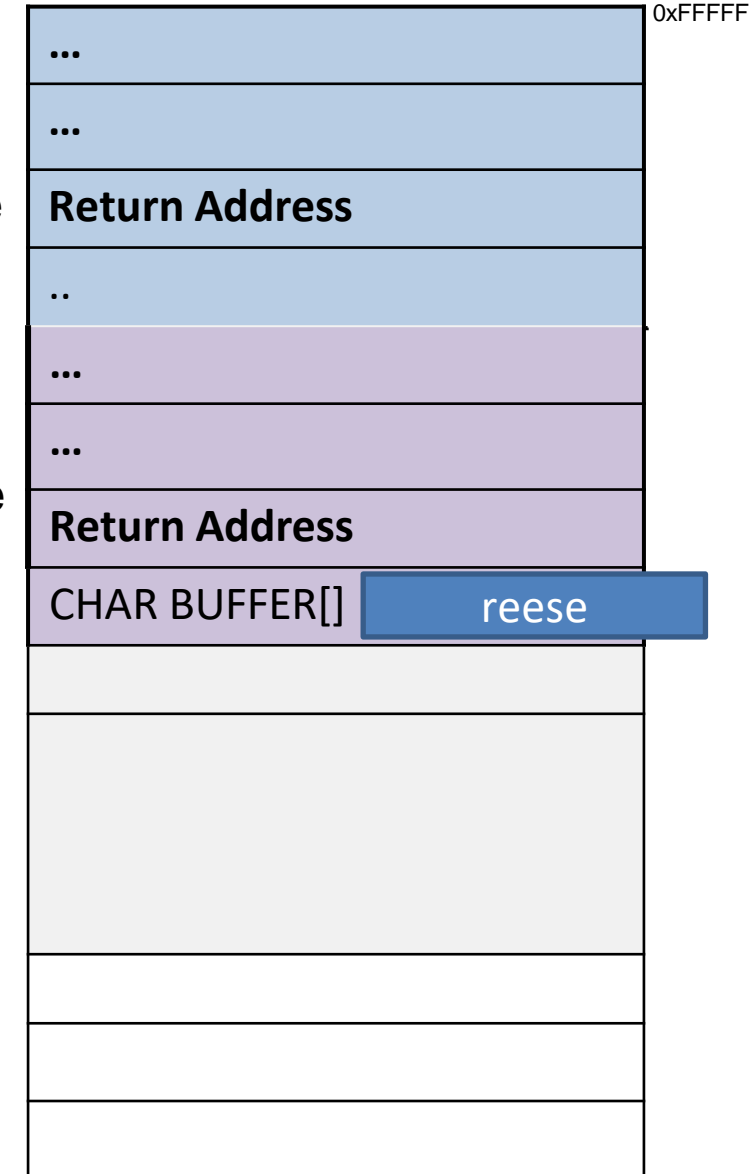 0xFFFFF
...
...
Return Address
..
...
...
Return Address
CHAR BUFFER[] reese